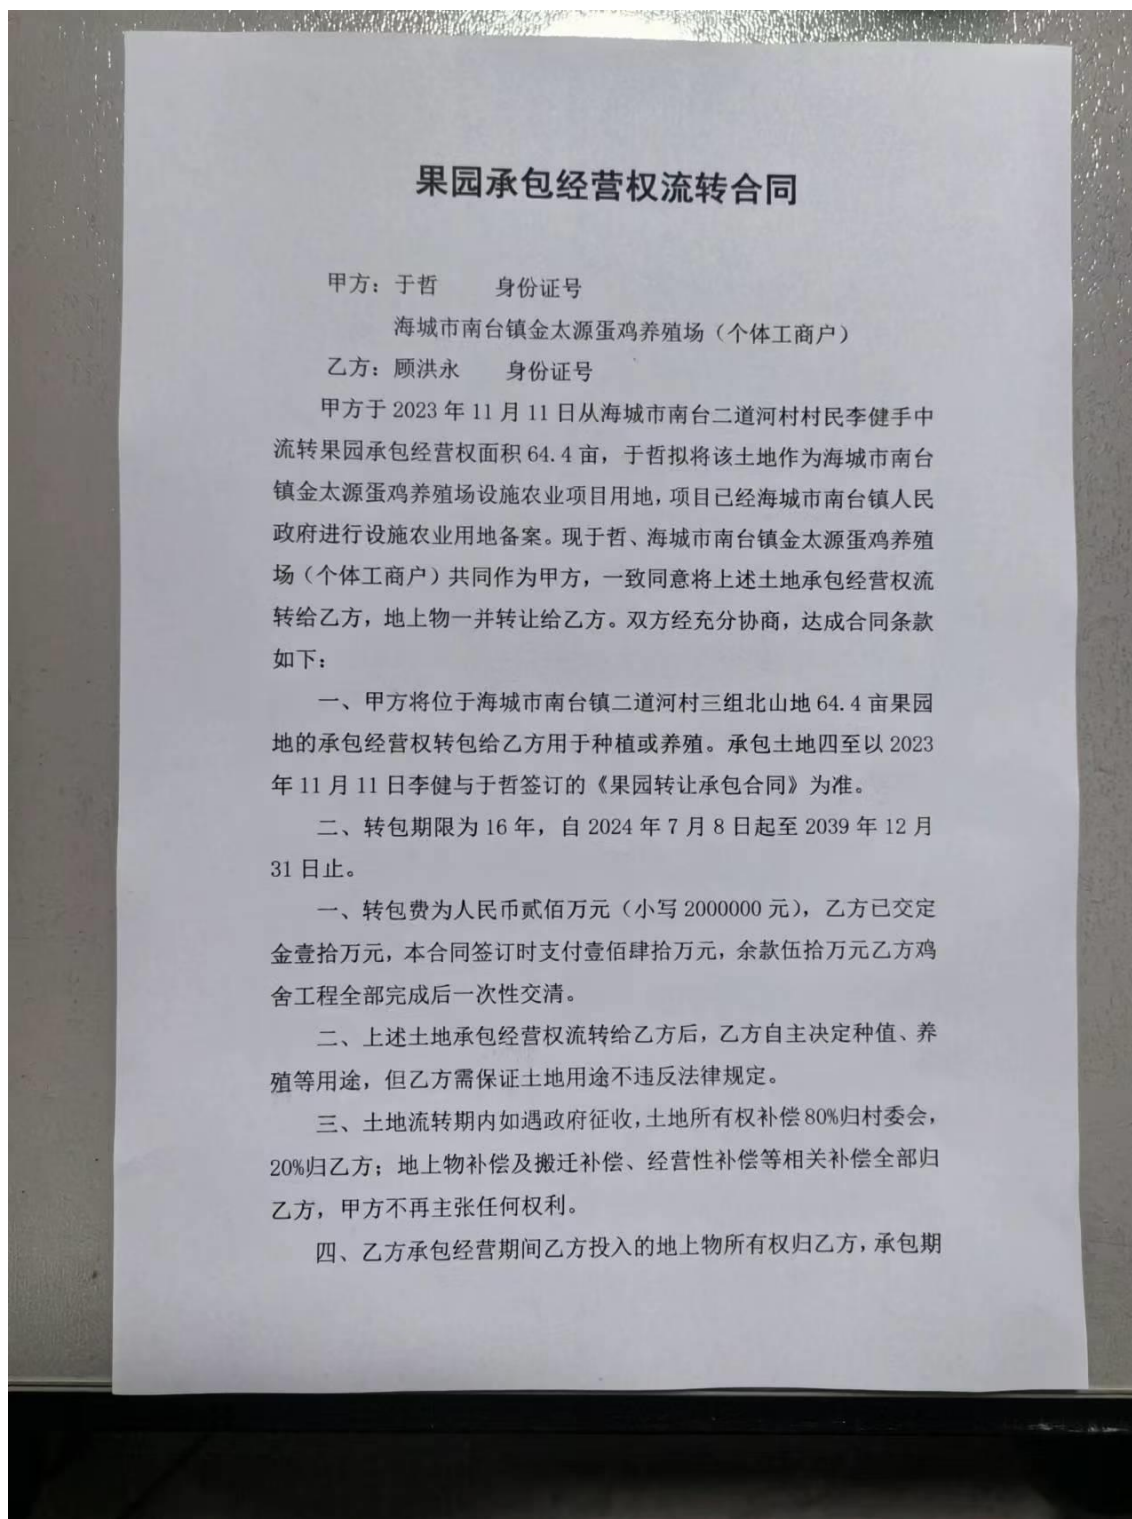 果园承包经营权流转合同
甲方：于哲 身份证号
海城市南台镇金太源蛋鸡养殖场（个体工商户）
乙方：顾洪永 身份证号
甲方于 2023 年 11 月 11 日从海城市南台二道河村村民李健手中
流转果园承包经营权面积 64.4 亩，于哲拟将该土地作为海城市南台
镇金太源蛋鸡养殖场设施农业项目用地，项目已经海城市南台镇人民
政府进行设施农业用地备案。现于哲、海城市南台镇金太源蛋鸡养殖
场（个体工商户）共同作为甲方，一致同意将上述土地承包经营权流
转给乙方，地上物一并转让给乙方。双方经充分协商，达成合同条款
如下：
一、甲方将位于海城市南台镇二道河村三组北山地 64.4 亩果园
地的承包经营权转包给乙方用于种植或养殖。承包土地四至以 2023
年 11 月 11 日李健与于哲签订的《果园转让承包合同》为准。
二、转包期限为 16 年，自 2024 年 7 月 8 日起至 2039 年 12 月
31 日止。
一、转包费为人民币贰佰万元（小写 2000000 元），乙方已交定
金壹拾万元，本合同签订时支付壹佰肆拾万元，余款伍拾万元乙方鸡
舍工程全部完成后一次性交清。
二、上述土地承包经营权流转给乙方后，乙方自主决定种值、养
殖等用途，但乙方需保证土地用途不违反法律规定。
三、土地流转期内如遇政府征收，土地所有权补偿 80%归村委会，
20%归乙方；地上物补偿及搬迁补偿、经营性补偿等相关补偿全部归
乙方，甲方不再主张任何权利。
四、乙方承包经营期间乙方投入的地上物所有权归乙方，承包期